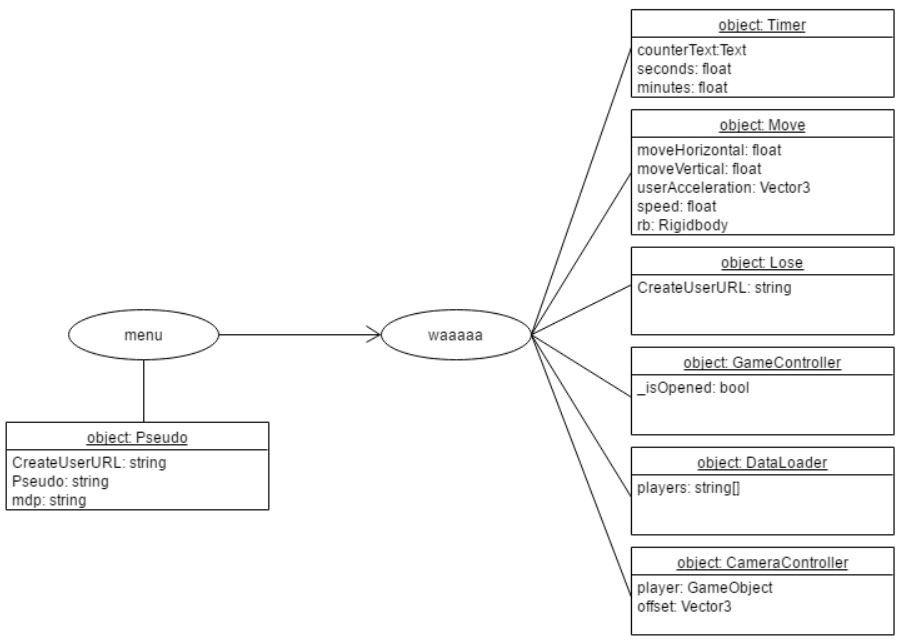 object: Timer
counterText:Text
seconds: float
minutes: float
object: Move
moveHorizontal: float
moveVertical: float
userAcceleration: Vector3
speed: float
rb: Rigidbody
object: Lose
CreateUserURL: string
menu
waaaaa
object: GameController
_isOpened: bool
object: Pseudo
CreateUserURL: string
Pseudo: string
mdp: string
object: DataLoader
players: string[]
object: CameraController
player: GameObject
offset: Vector3